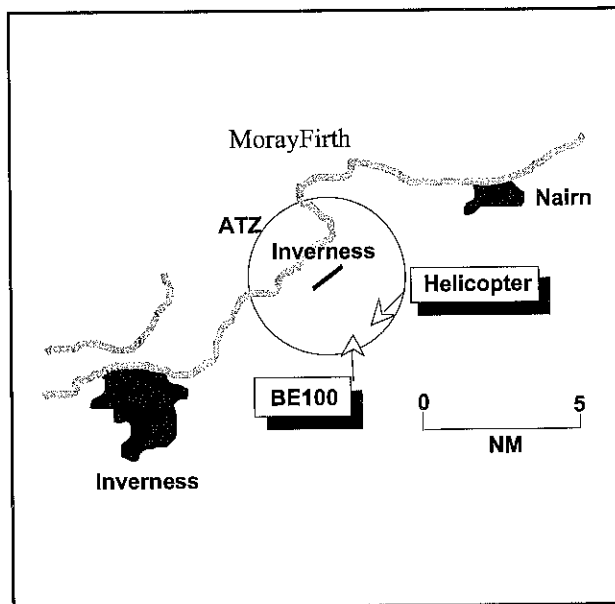 MorayFirth
ATZ
Nairn
Inverness
Helicopter
BE100
0 5
NM
Inverness